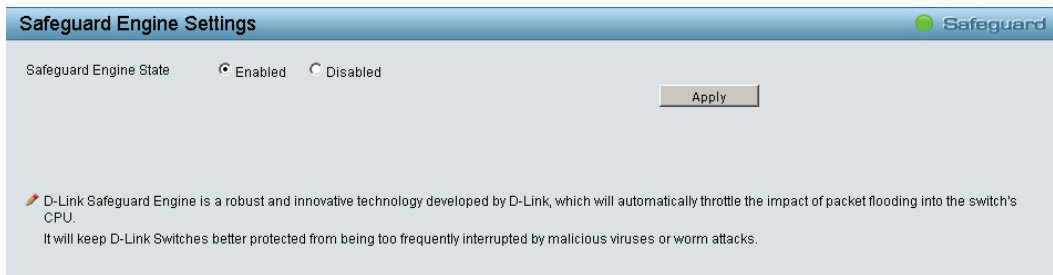 Safeguard Engine Settings
Safeguard
Safeguard Engine State Enabled Disabled
Apply
D-Link Safeguard Engine is a robust and innovative technology developed by D-Link, which will automatically throttle the impact of packet flooding into the switch's
CPU.
It will keep D-Link Switches better protected from being too frequently interrupted by malicious viruses or worm attacks.